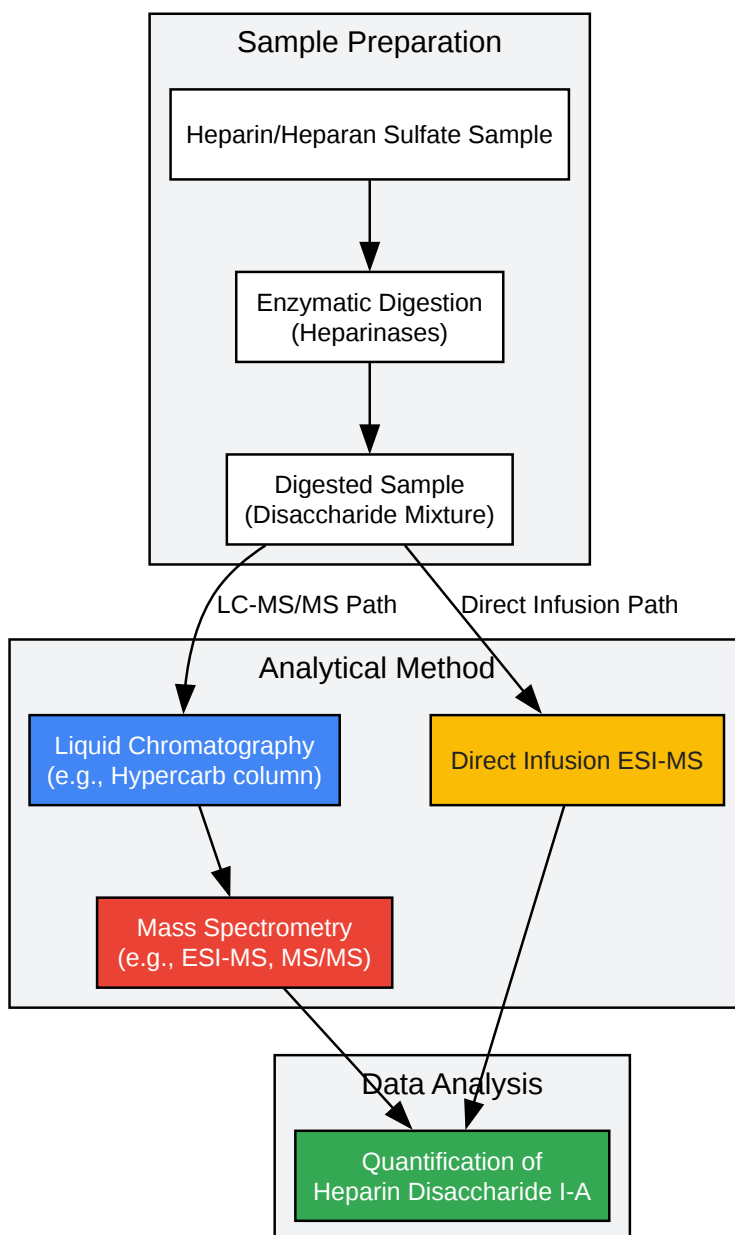 Sample Preparation
Heparin/Heparan Sulfate Sample
Enzymatic Digestion
(Heparinases)
Digested Sample
(Disaccharide Mixture)
LC-MS/MS Path
Direct Infusion Path
Analytical Method
Liquid Chromatography
(e.g., Hypercarb column)
Direct Infusion ESI-MS
Mass Spectrometry
(e.g., ESI-MS, MS/MS)
Data Analysis
Quantification of
Heparin Disaccharide I-A